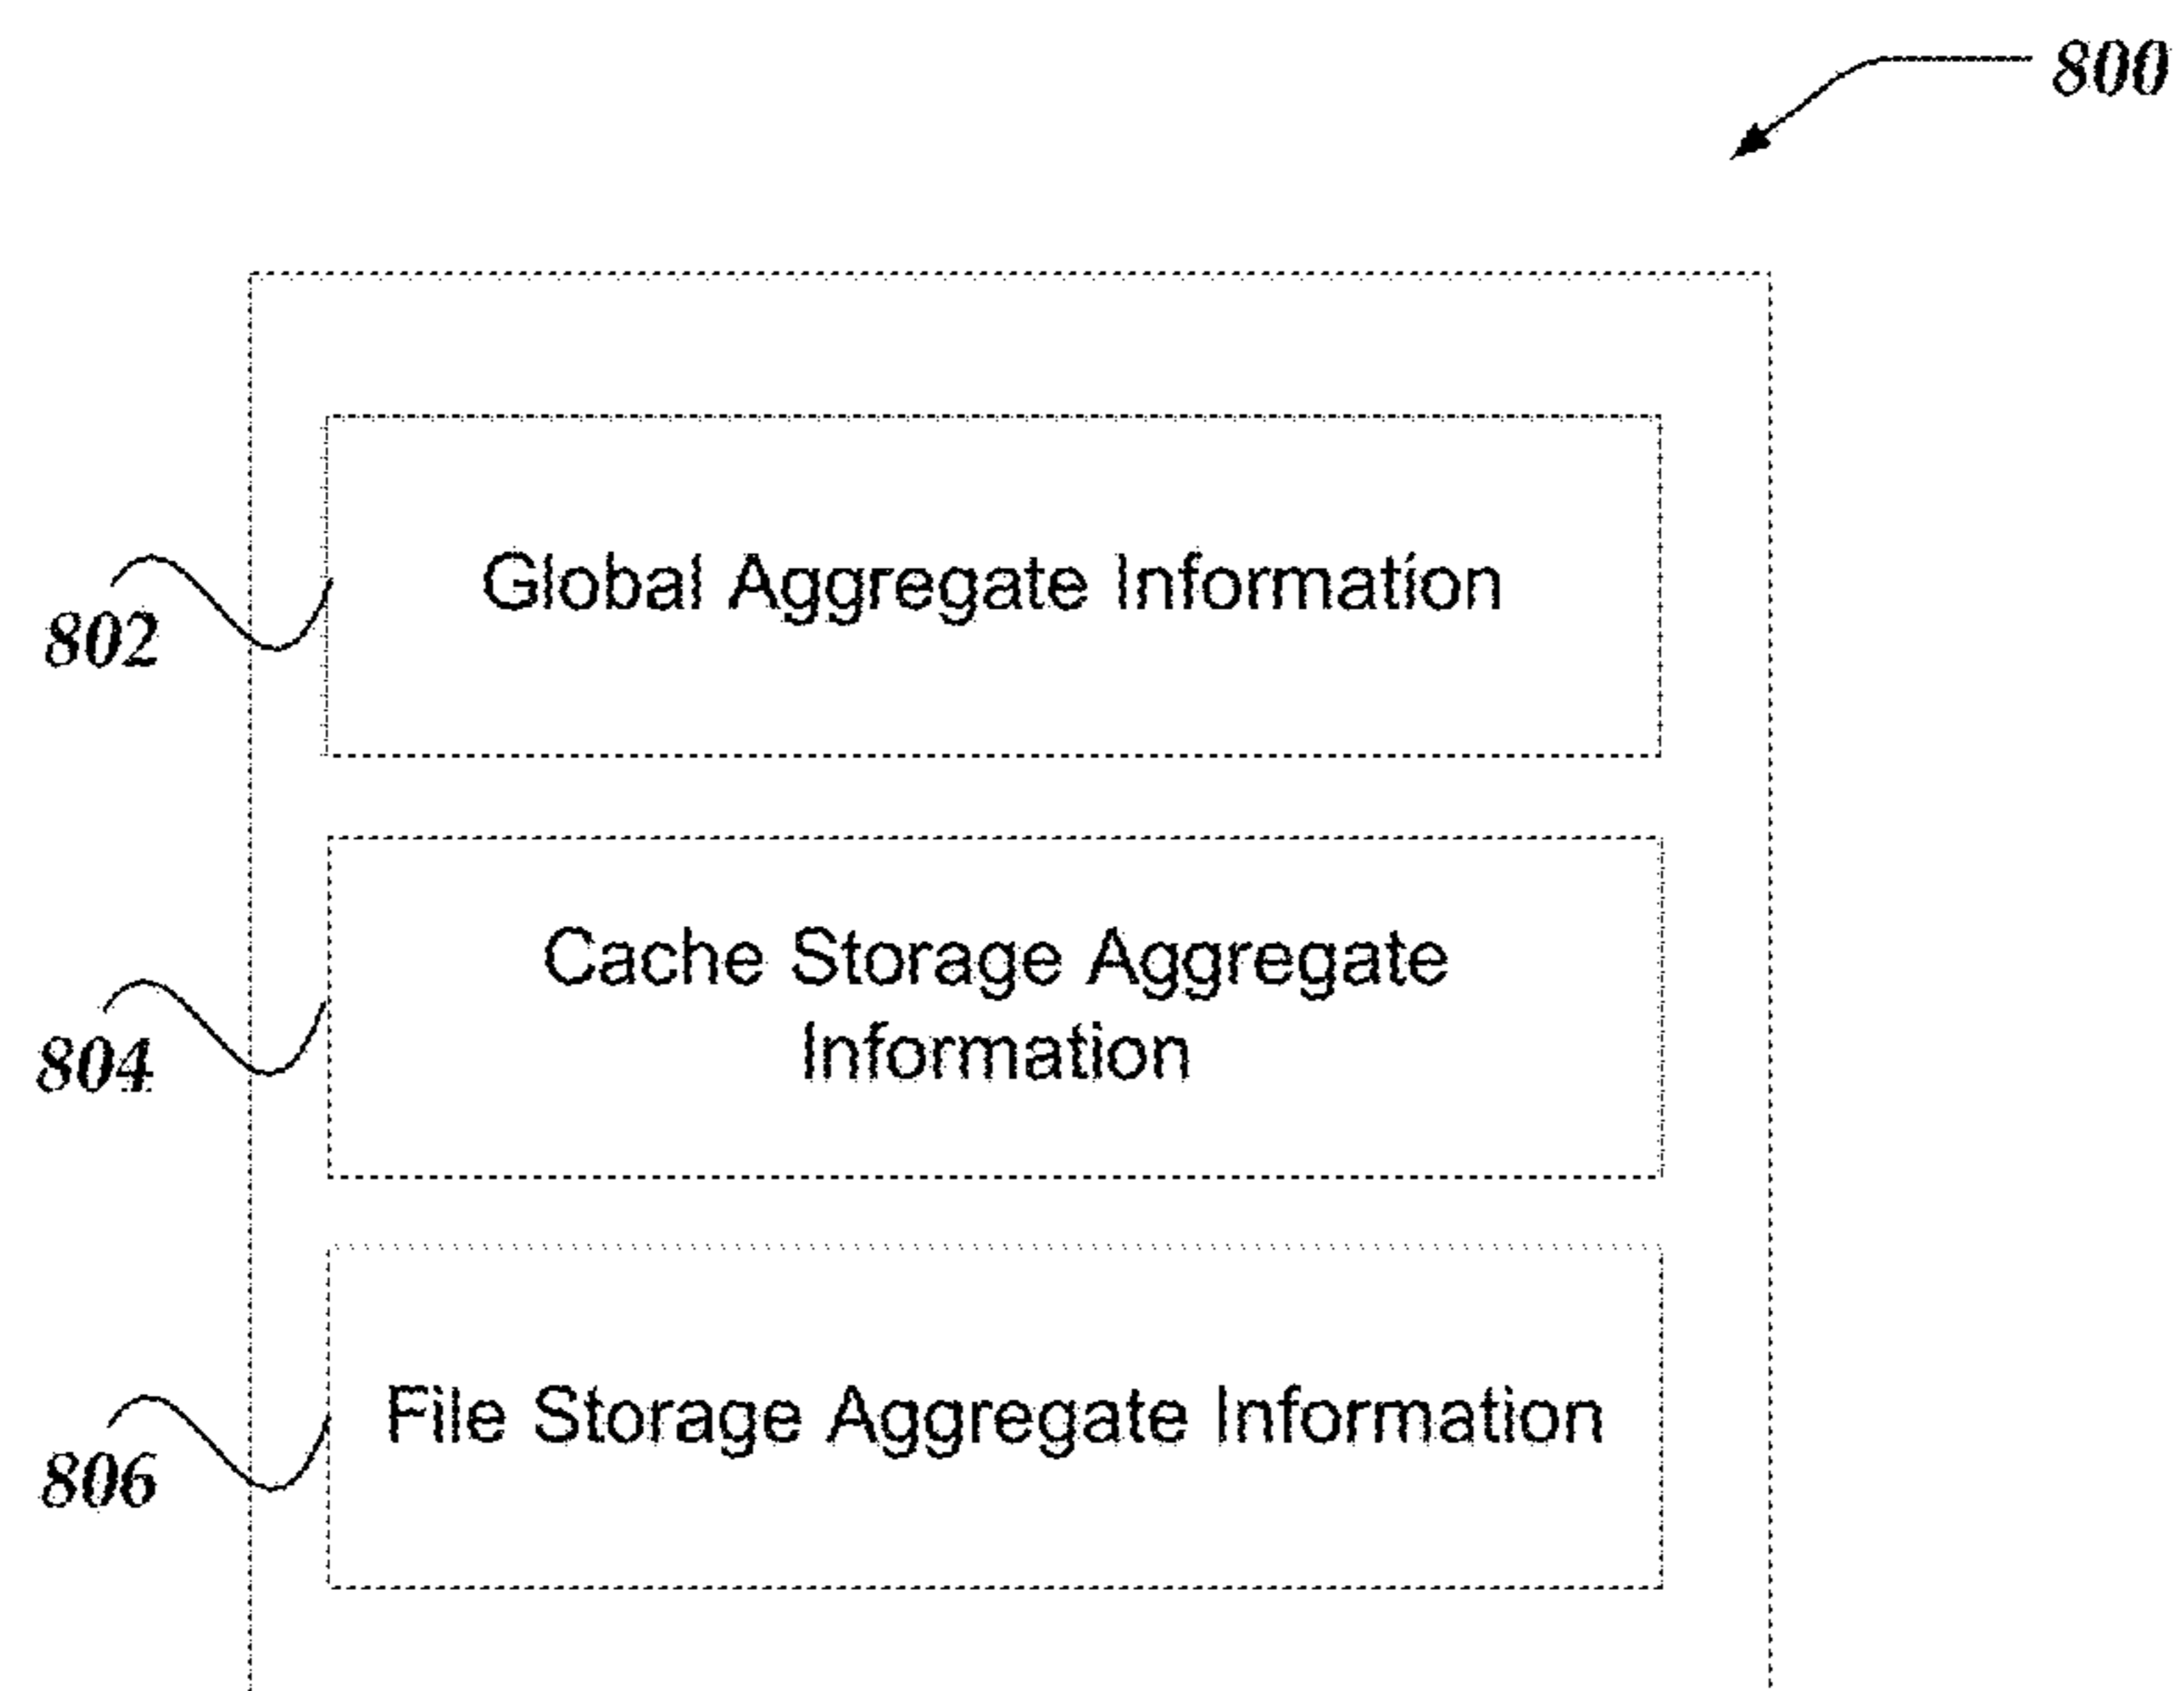 800
Global Aggregate Information
802
Cache Storage Aggregate
Information
804
File Storage Aggregate Information
806